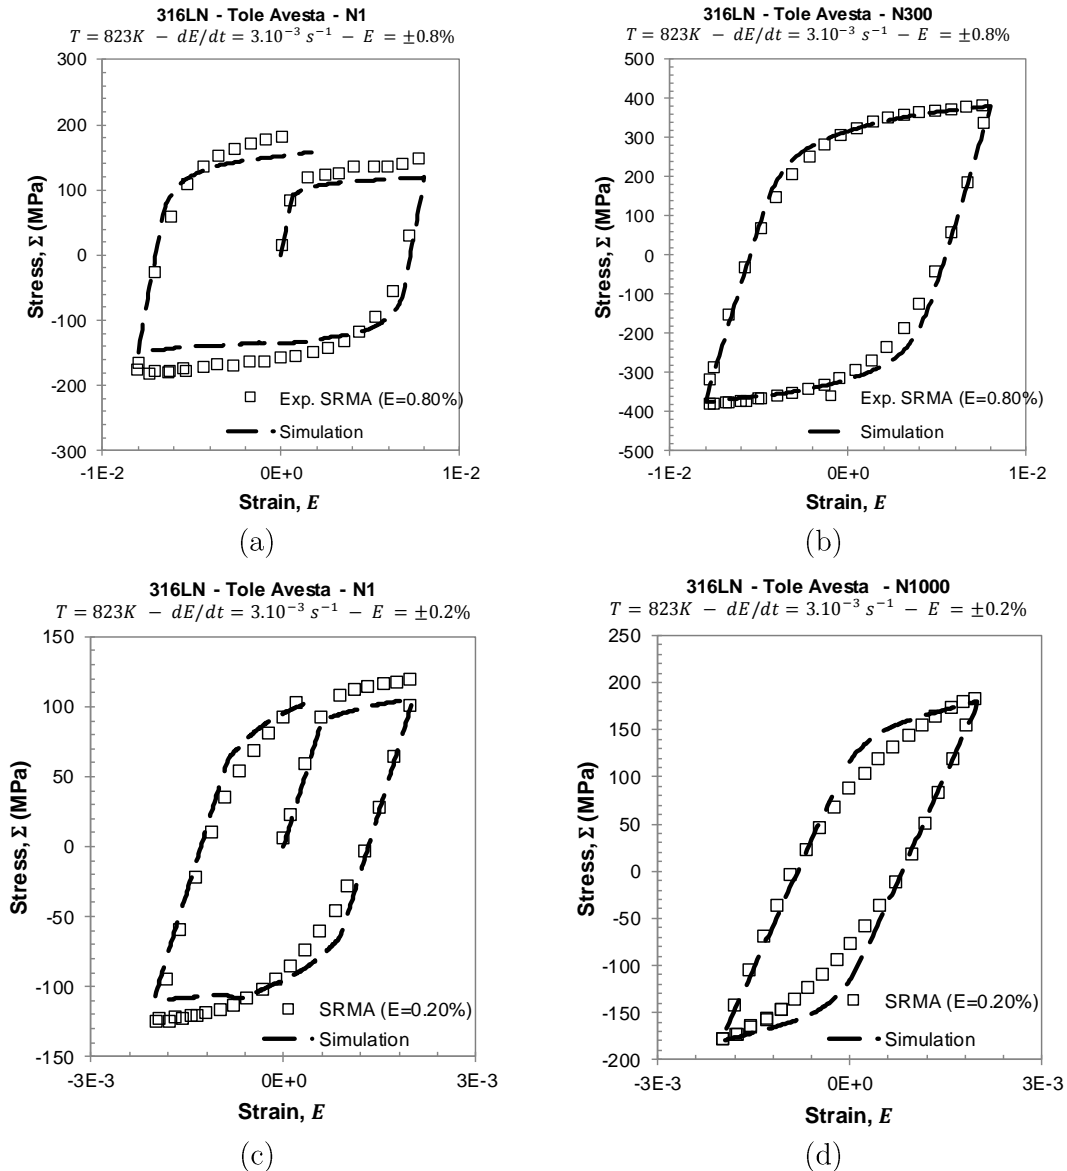 316LN - Tole Avesta - N1
T = 823K − dE/dt = 3.10⁻³ s⁻¹ − E = ±0.8%
300
200
100
0
-100
-200
-300
Stress, Σ (MPa)
Exp. SRMA (E=0.80%)
Simulation
-1E-2
0E+0
1E-2
Strain, E
(a)
316LN - Tole Avesta - N300
T = 823K − dE/dt = 3.10⁻³ s⁻¹ − E = ±0.8%
500
400
300
200
100
0
-100
-200
-300
-400
-500
Stress, Σ (MPa)
Exp. SRMA (E=0.80%)
Simulation
-1E-2
0E+0
1E-2
Strain, E
(b)
316LN - Tole Avesta - N1
T = 823K − dE/dt = 3.10⁻³ s⁻¹ − E = ±0.2%
150
100
50
0
-50
-100
-150
Stress, Σ (MPa)
SRMA (E=0.20%)
Simulation
-3E-3
0E+0
3E-3
Strain, E
(c)
316LN - Tole Avesta - N1000
T = 823K − dE/dt = 3.10⁻³ s⁻¹ − E = ±0.2%
250
200
150
100
50
0
-50
-100
-150
-200
Stress, Σ (MPa)
SRMA (E=0.20%)
Simulation
-3E-3
0E+0
3E-3
Strain, E
(d)